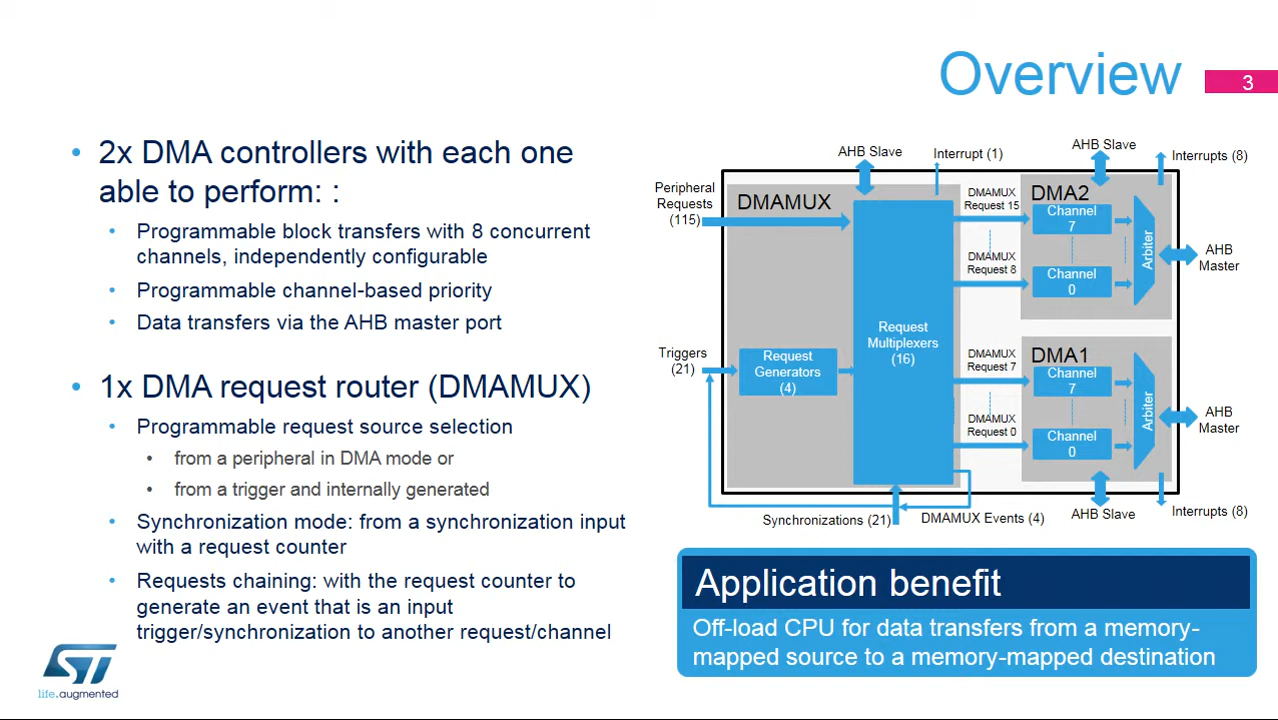 Overview
3
• 2x DMA controllers with each one
able to perform: :
• Programmable block transfers with 8 concurrent
channels, independently configurable
• Programmable channel-based priority
• Data transfers via the AHB master port
• 1x DMA request router (DMAMUX)
• Programmable request source selection
• from a peripheral in DMA mode or
• from a trigger and internally generated
• Synchronization mode: from a synchronization input
with a request counter
• Requests chaining: with the request counter to
generate an event that is an input
trigger/synchronization to another request/channel
AHB Slave
Interrupt (1)
AHB Slave
Interrupts (8)
Peripheral
Requests
(115)
DMAMUX
DMAMUX
Request 15
DMA2
Channel
7
DMAMUX
Request 8
Channel
0
Arbiter
AHB
Master
Request
Multiplexers
(16)
Triggers
(21)
Request
Generators
(4)
DMAMUX
Request 7
DMA1
Channel
7
DMAMUX
Request 0
Channel
0
Arbiter
AHB
Master
Synchronizations (21)
DMAMUX Events (4)
AHB Slave
Interrupts (8)
Application benefit
Off-load CPU for data transfers from a memory-
mapped source to a memory-mapped destination
ST
life.augmented